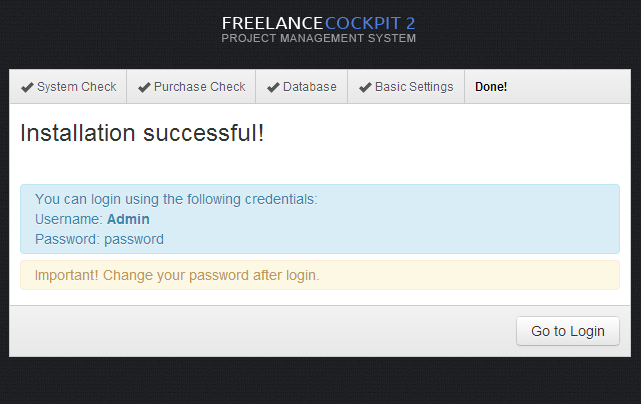 FREELANCECOCKPIT 2
PROJECT MANAGEMENT SYSTEM
System Check Purchase Check Database Basic Settings Done!
Installation successful!
You can login using the following credentials:
Username: Admin
Password: password
Important! Change your password after login.
Go to Login